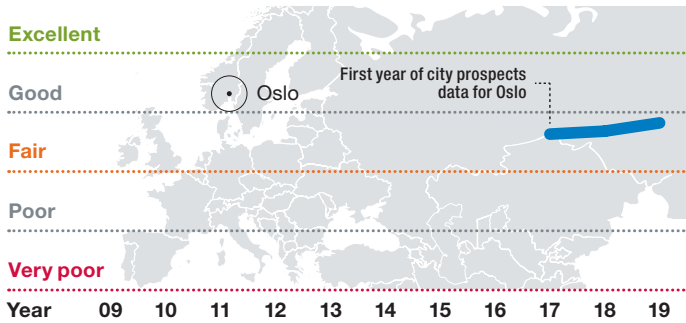 Excellent
Good
Oslo
First year of city prospects
data for Oslo
Fair
Poor
Very poor
Year 09 10 11 12 13 14 15 16 17 18 19